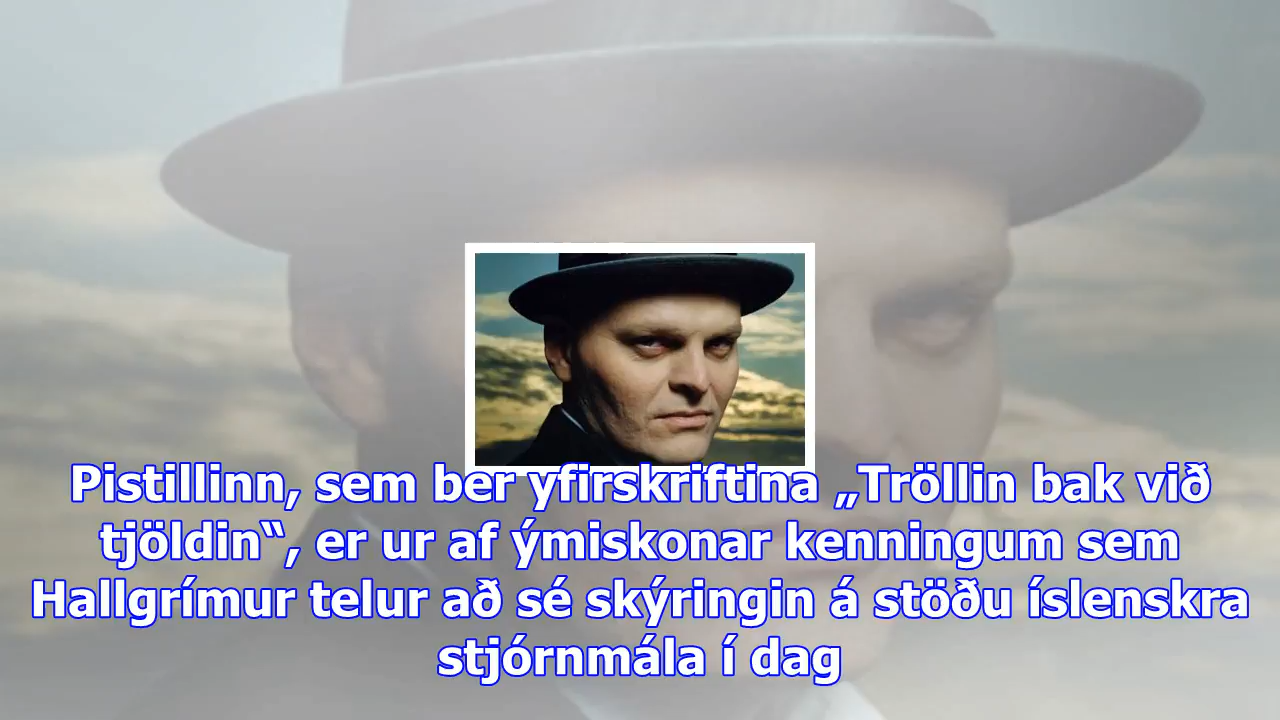 Pistillinn, sem ber yfirskriftina „Tröllin bak við
tjöldin“, er ur af ýmiskonar kenningum sem
Hallgrímur telur að sé skýringin á stöðu íslenskra
stjórnmála í dag